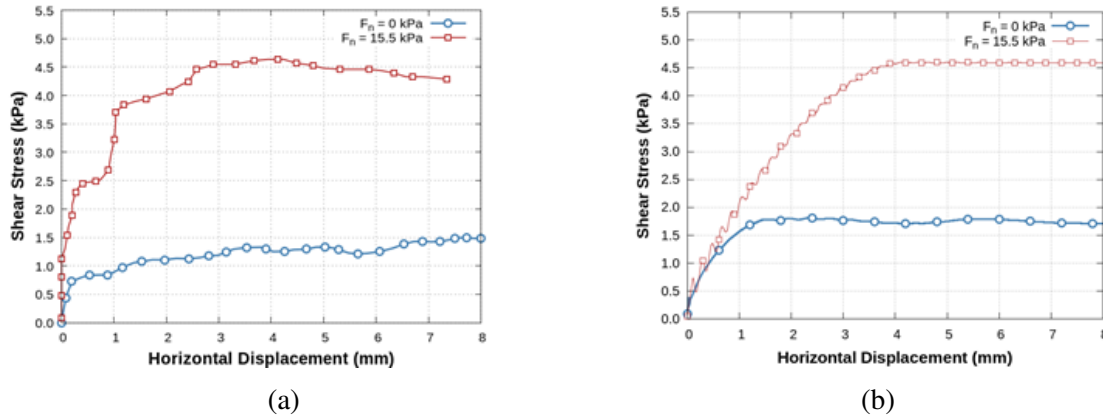 5.5
5.0
4.5
4.0
3.5
3.0
2.5
2.0
1.5
1.0
0.5
0.0
Shear Stress (kPa)
Fn = 0 kPa
Fn = 15.5 kPa
0 1 2 3 4 5 6 7 8
Horizontal Displacement (mm)
(a)
5.5
5.0
4.5
4.0
3.5
3.0
2.5
2.0
1.5
1.0
0.5
0.0
Shear Stress (kPa)
Fn = 0 kPa
Fn = 15.5 kPa
0 1 2 3 4 5 6 7 8
Horizontal Displacement (mm)
(b)